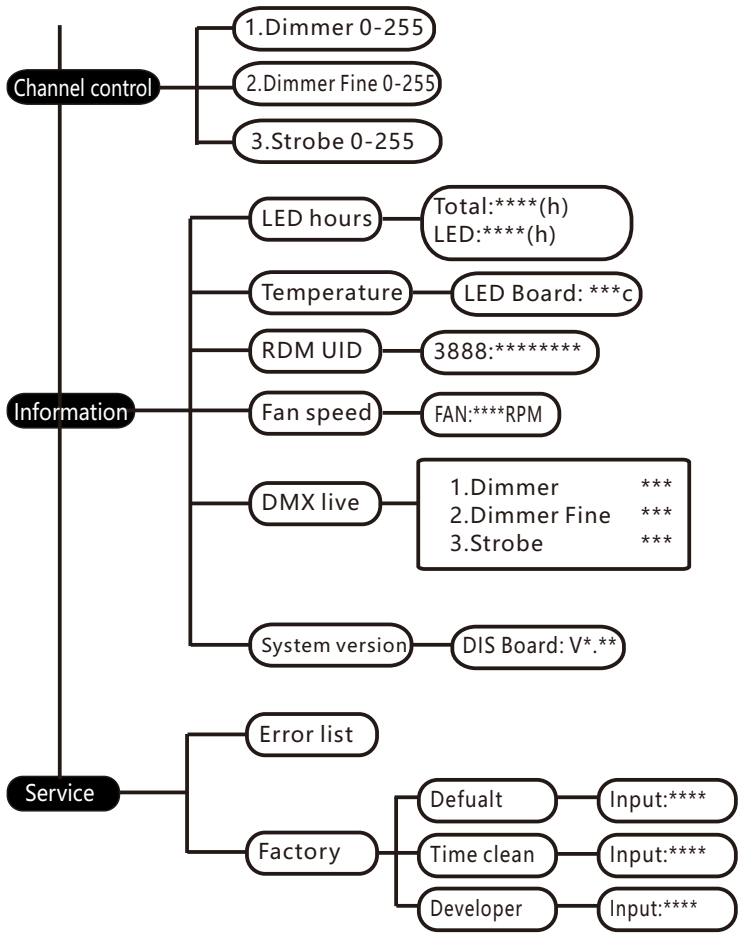 Channel control
1.Dimmer 0-255
2.Dimmer Fine 0-255
3.Strobe 0-255
Information
LED hours
Total:****(h)
LED:****(h)
Temperature
LED Board: ***c
RDM UID
3888:********
Fan speed
FAN:****RPM
DMX live
1.Dimmer ***
2.Dimmer Fine ***
3.Strobe ***
System version
DIS Board: V*.**
Service
Error list
Factory
Defualt
Input:****
Time clean
Input:****
Developer
Input:****